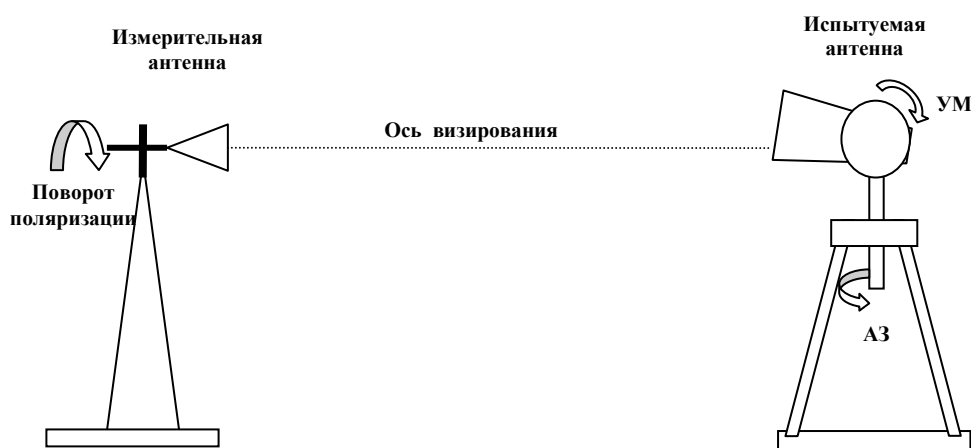 Измерительная
антенна
Испытуемая
антенна
УМ
Ось визирования
Поворот
поляризации
АЗ